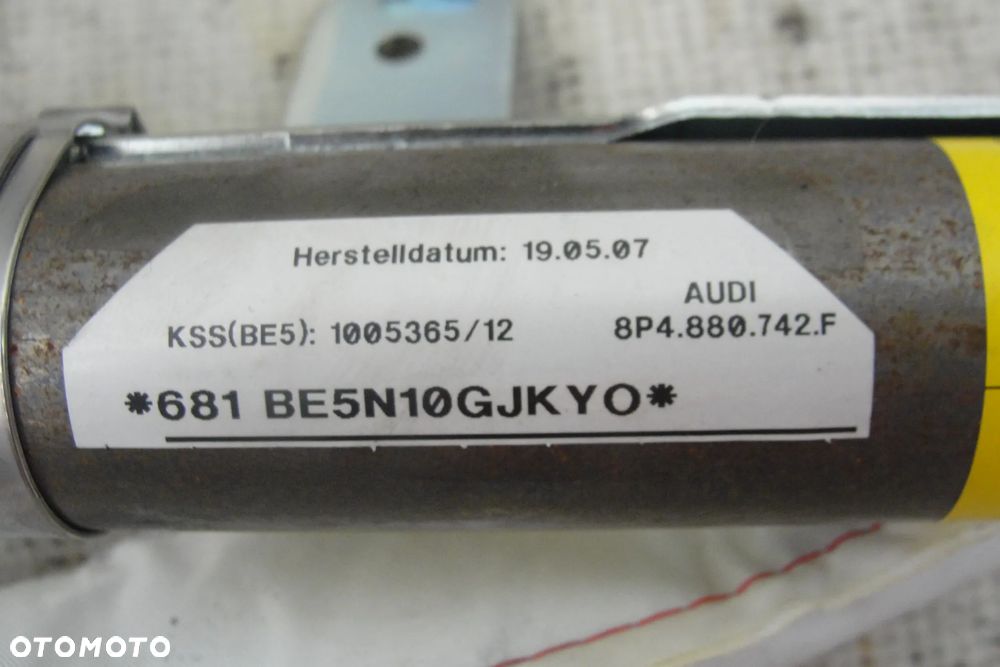 Herstelldatum: 19.05.07
AUDI
KSS(BE5): 1005365/12 8P4.880.742.F
*681 BE5N10GJKYO*
OTOMOTO